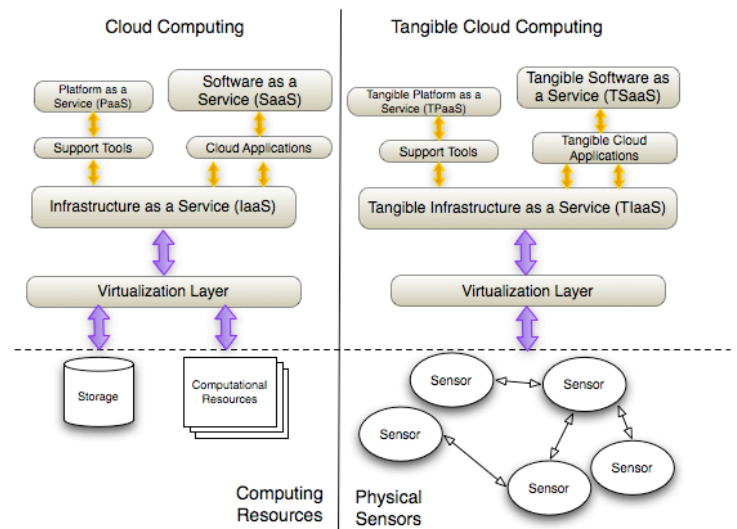 Cloud Computing
Platform as a
Service (PaaS)
Software as a
Service (SaaS)
Support Tools
Cloud Applications
Infrastructure as a Service (IaaS)
Virtualization Layer
Storage
Computational
Resources
Computing
Resources
Tangible Cloud Computing
Tangible Platform as a
Service (TPaaS)
Tangible Software as
a Service (TSaaS)
Support Tools
Tangible Cloud
Applications
Tangible Infrastructure as a Service (TIaaS)
Virtualization Layer
Sensor
Sensor
Sensor
Sensor
Sensor
Physical
Sensors